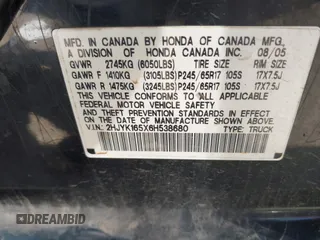 MFD. IN CANADA BY HONDA OF CANADA MFG.
A DIVISION OF HONDA CANADA INC. 08/05
GVWR 2745KG (6050LBS) TIRE SIZE RIM SIZE
GAWR F 1410KG (3105LBS) P245/65R17 105S 17X7.5J
GAWR R 1475KG (3245LBS) P245/65R17 105S 17X7.5J
THIS VEHICLE CONFORMS TO ALL APPLICABLE
FEDERAL MOTOR VEHICLE SAFETY
AND THEFT PREVENTION STANDARDS IN EFFECT
ON THE DATE OF MANUFACTURE SHOWN ABOVE.
V.I.N.: 2HJYK165X6H538680 TYPE: TRUCK
DREAMBID